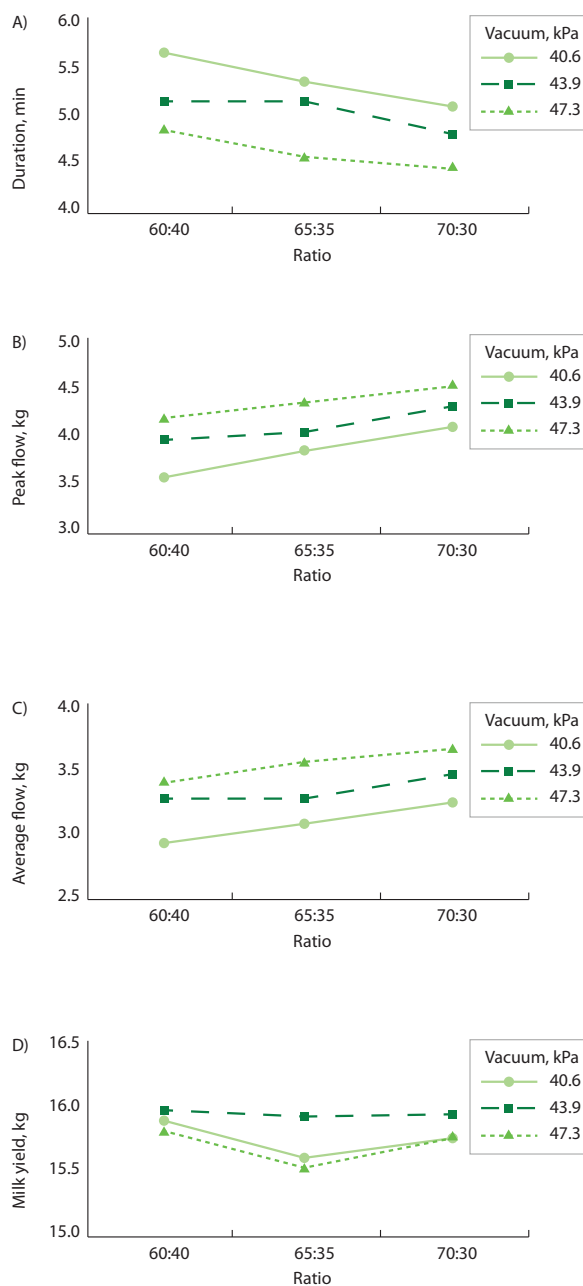 A)
Duration, min
6.0
5.5
5.0
4.5
4.0
60:40 65:35 70:30
Ratio
Vacuum, kPa
40.6
43.9
47.3
B)
Peak flow, kg
5.0
4.5
4.0
3.5
3.0
60:40 65:35 70:30
Ratio
Vacuum, kPa
40.6
43.9
47.3
C)
Average flow, kg
4.0
3.5
3.0
2.5
60:40 65:35 70:30
Ratio
Vacuum, kPa
40.6
43.9
47.3
D)
Milk yield, kg
16.5
16.0
15.5
15.0
60:40 65:35 70:30
Ratio
Vacuum, kPa
40.6
43.9
47.3